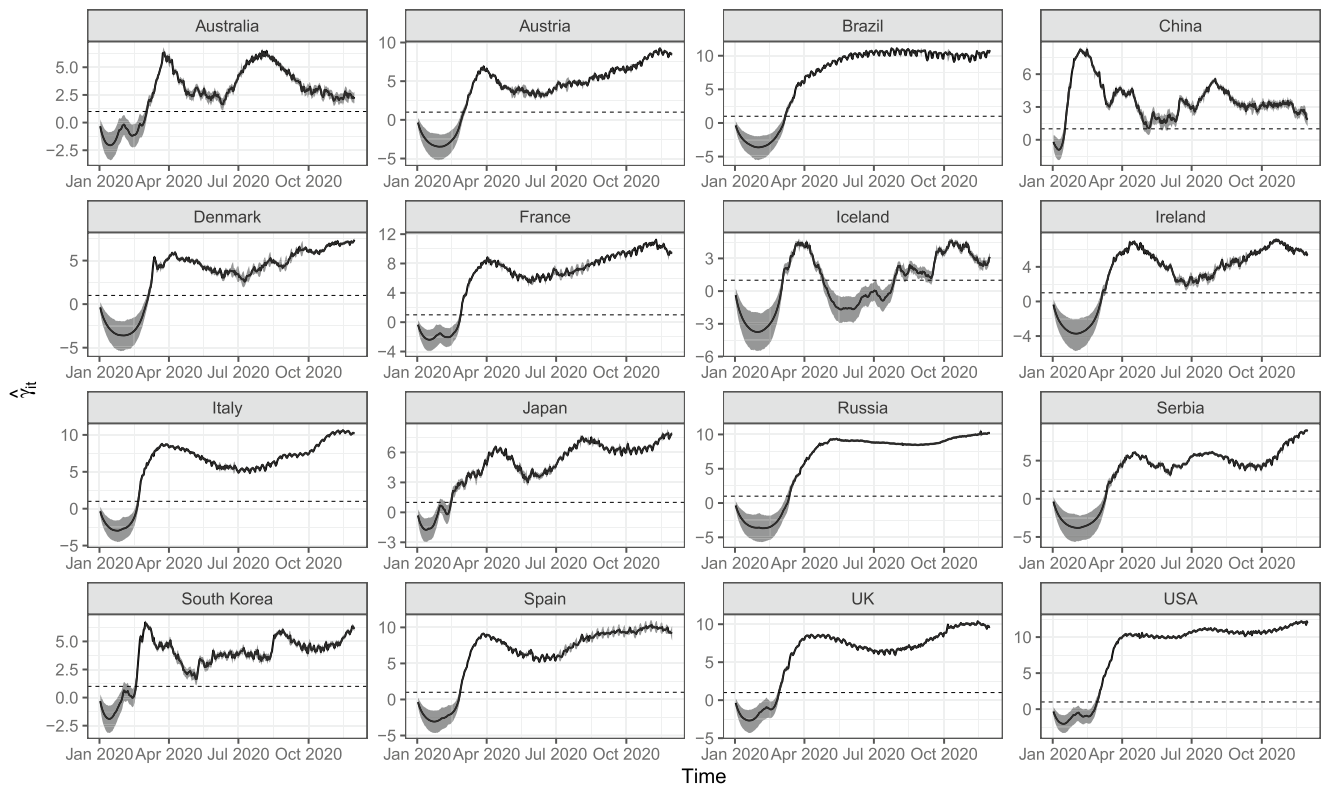 Australia Austria Brazil China
5.0 2.5 0.0 −2.5
10 5 0 −5
10 5 0 −5
6 3 0
Jan 2020 Apr 2020 Jul 2020 Oct 2020 Jan 2020 Apr 2020 Jul 2020 Oct 2020 Jan 2020 Apr 2020 Jul 2020 Oct 2020 Jan 2020 Apr 2020 Jul 2020 Oct 2020
Denmark France Iceland Ireland
5 0 −5
12 8 4 0 −4
3 0 −3 −6
4 0 −4
Jan 2020 Apr 2020 Jul 2020 Oct 2020 Jan 2020 Apr 2020 Jul 2020 Oct 2020 Jan 2020 Apr 2020 Jul 2020 Oct 2020 Jan 2020 Apr 2020 Jul 2020 Oct 2020
γ̂it
Italy Japan Russia Serbia
10 5 0 −5
6 3 0 −3
10 5 0 −5
5 0 −5
Jan 2020 Apr 2020 Jul 2020 Oct 2020 Jan 2020 Apr 2020 Jul 2020 Oct 2020 Jan 2020 Apr 2020 Jul 2020 Oct 2020 Jan 2020 Apr 2020 Jul 2020 Oct 2020
South Korea Spain UK USA
5.0 2.5 0.0 −2.5
10 5 0 −5
10 5 0 −5
10 5 0
Jan 2020 Apr 2020 Jul 2020 Oct 2020 Jan 2020 Apr 2020 Jul 2020 Oct 2020 Jan 2020 Apr 2020 Jul 2020 Oct 2020 Jan 2020 Apr 2020 Jul 2020 Oct 2020
Time